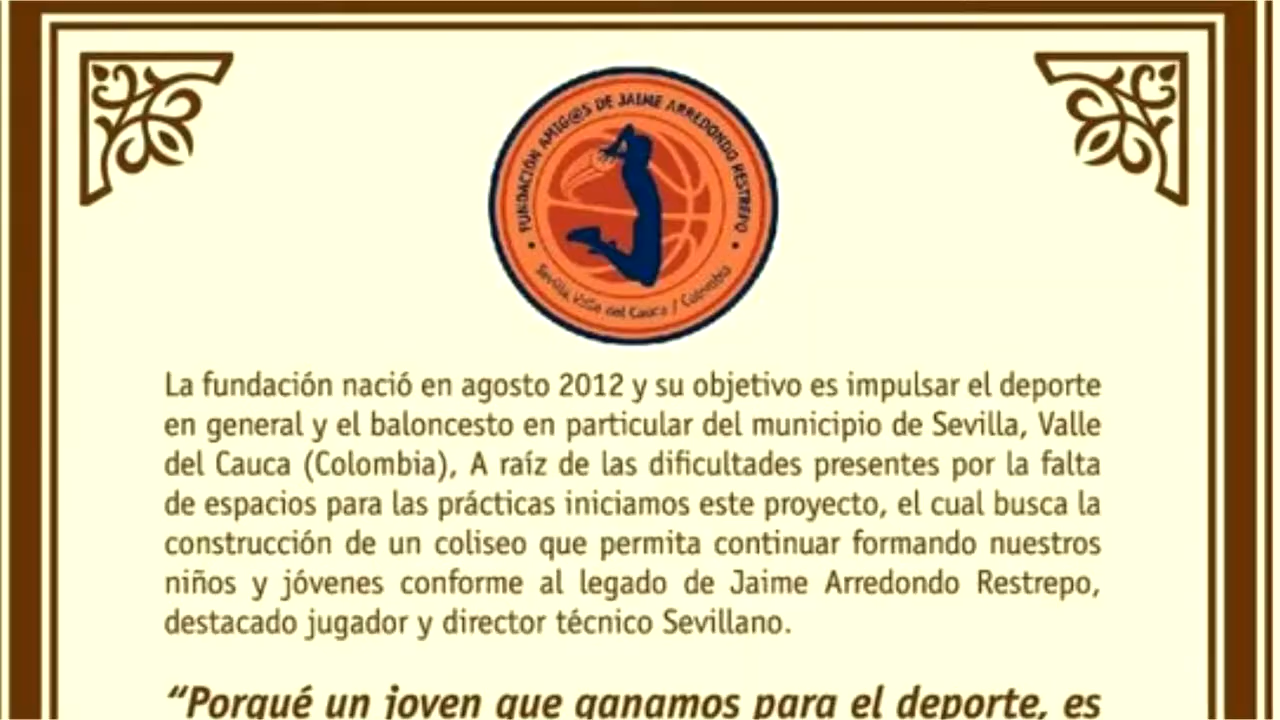 FUNDACIÓN AMIG@S DE JAIME ARREDONDO RESTREPO
Sevilla, Valle del Cauca / Colombia
La fundación nació en agosto 2012 y su objetivo es impulsar el deporte
en general y el baloncesto en particular del municipio de Sevilla, Valle
del Cauca (Colombia), A raíz de las dificultades presentes por la falta
de espacios para las prácticas iniciamos este proyecto, el cual busca la
construcción de un coliseo que permita continuar formando nuestros
niños y jóvenes conforme al legado de Jaime Arredondo Restrepo,
destacado jugador y director técnico Sevillano.
“Porqué un joven que ganamos para el deporte, es